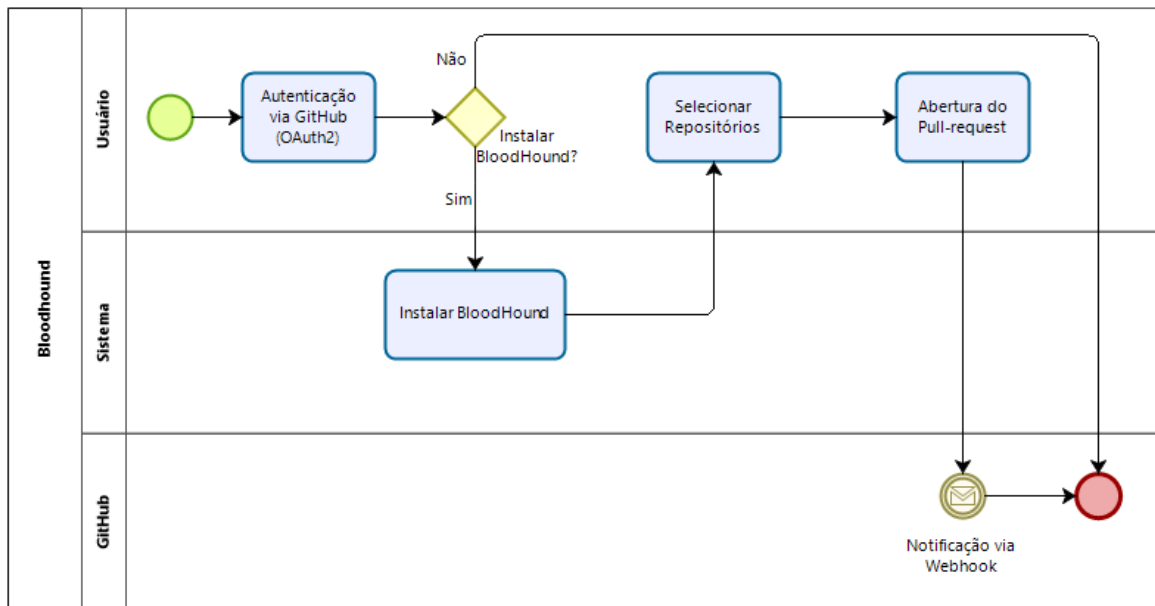 Bloodhound
Usuário
Autenticação
via GitHub
(OAuth2)
Não
Instalar
BloodHound?
Sim
Selecionar
Repositórios
Abertura do
Pull-request
Sistema
Instalar BloodHound
GitHub
Notificação via
Webhook